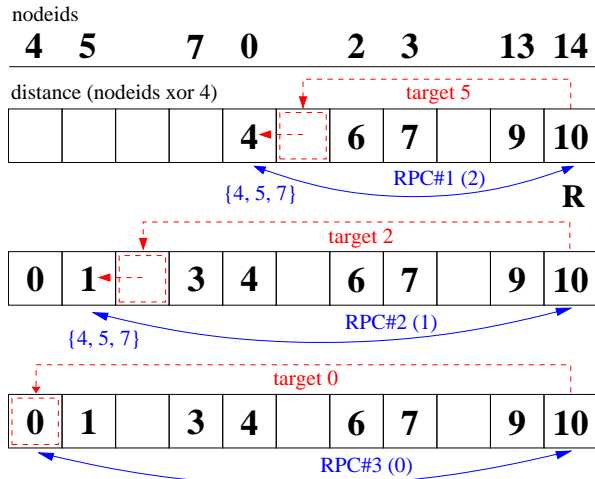 nodeids
4 5 7 0 2 3 13 14
distance (nodeids xor 4)
target 5
4 6 7 9 10
RPC#1 (2)
{4, 5, 7}
R
target 2
0 1 3 4 6 7 9 10
RPC#2 (1)
{4, 5, 7}
target 0
0 1 3 4 6 7 9 10
RPC#3 (0)